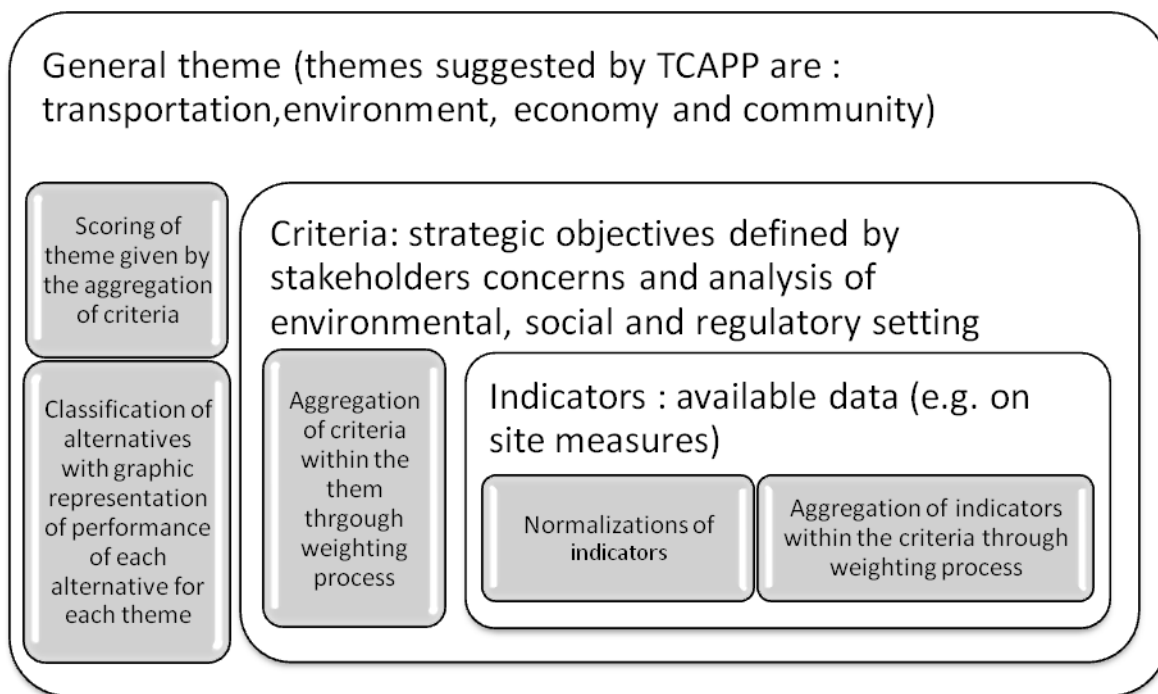 General theme (themes suggested by TCAPP are :
transportation,environment, economy and community)
Scoring of
theme given by
the aggregation
of criteria
Classification of
alternatives
with graphic
representation
of performance
of each
alternative for
each theme
Criteria: strategic objectives defined by
stakeholders concerns and analysis of
environmental, social and regulatory setting
Aggregation
of criteria
within the
them
thrgough
weighting
process
Indicators : available data (e.g. on
site measures)
Normalizations of
indicators
Aggregation of indicators
within the criteria through
weighting process